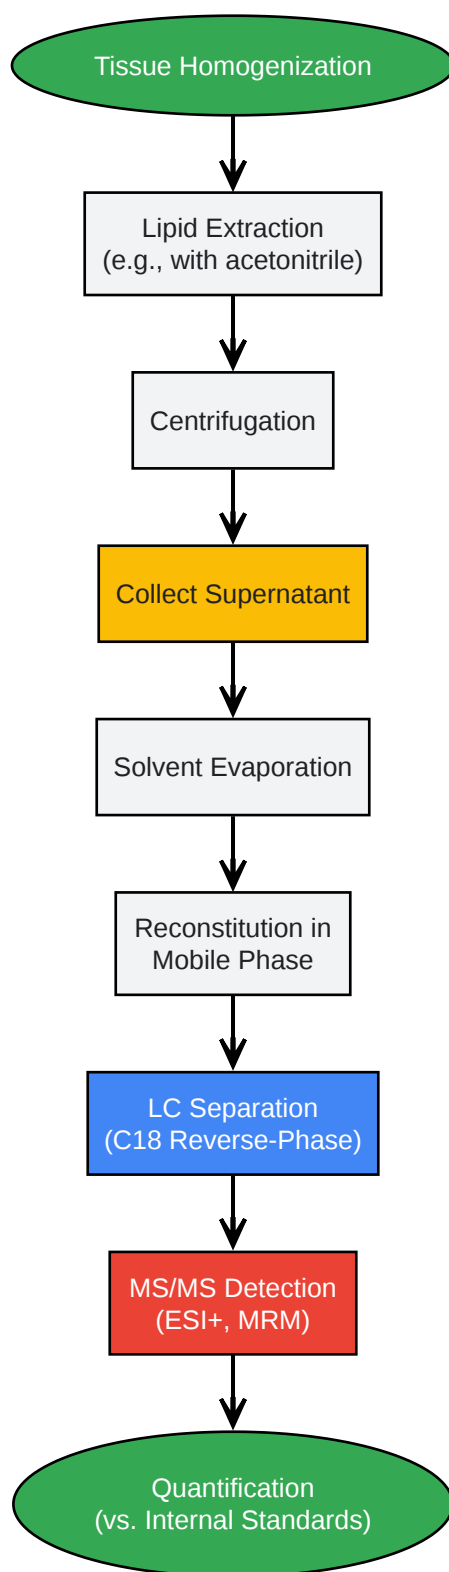 Tissue Homogenization
Lipid Extraction
(e.g., with acetonitrile)
Centrifugation
Collect Supernatant
Solvent Evaporation
Reconstitution in
Mobile Phase
LC Separation
(C18 Reverse-Phase)
MS/MS Detection
(ESI+, MRM)
Quantification
(vs. Internal Standards)